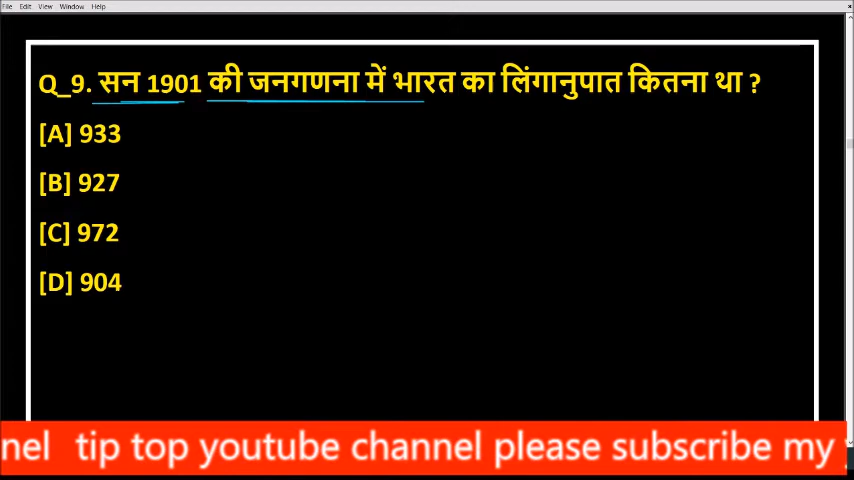 File Edit View Window Help
Q_9. सन 1901 की जनगणना में भारत का लिंगानुपात कितना था ?
[A] 933
[B] 927
[C] 972
[D] 904
nel tip top youtube channel please subscribe my